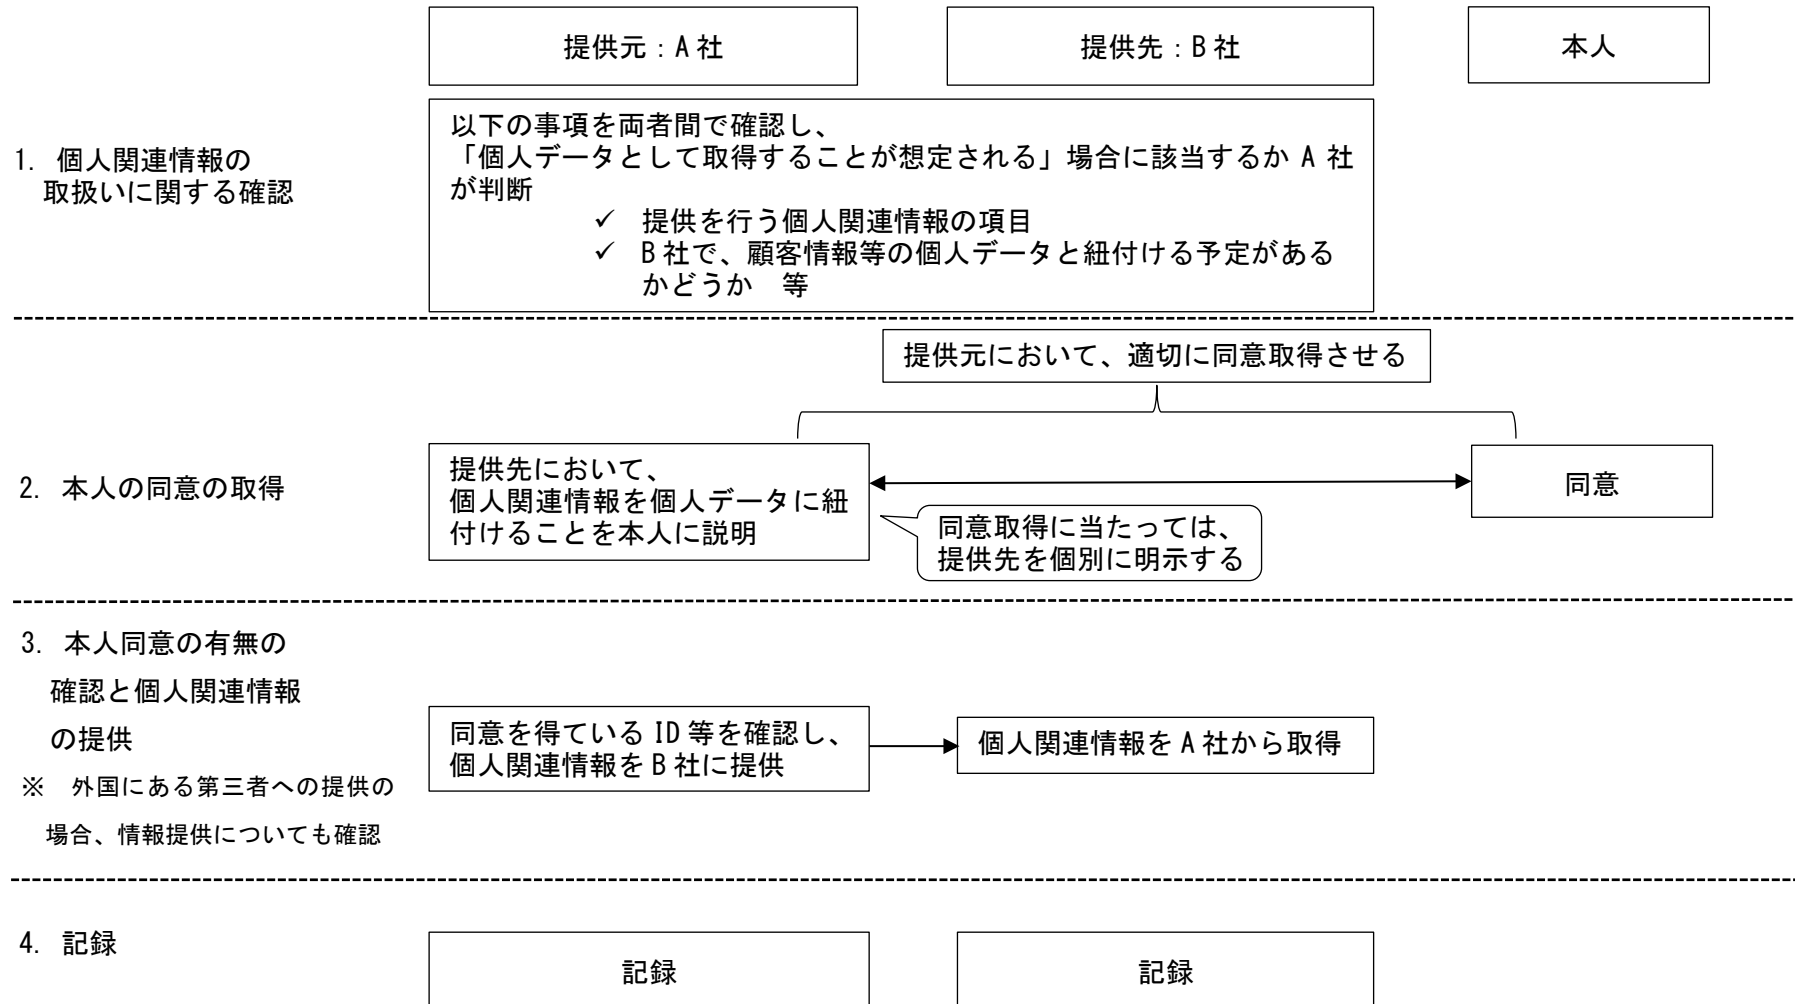 提供元：A社
提供先：B社
本人
1. 個人関連情報の
取扱いに関する確認
以下の事項を両者間で確認し、
「個人データとして取得することが想定される」場合に該当するか A 社
が判断
✓ 提供を行う個人関連情報の項目
✓ B社で、顧客情報等の個人データと紐付ける予定がある
かどうか　等
提供元において、適切に同意取得させる
2. 本人の同意の取得
提供先において、
個人関連情報を個人データに紐
付けることを本人に説明
同意
同意取得に当たっては、
提供先を個別に明示する
3. 本人同意の有無の
確認と個人関連情報
の提供
※　外国にある第三者への提供の
場合、情報提供についても確認
同意を得ている ID 等を確認し、
個人関連情報を B 社に提供
個人関連情報を A 社から取得
4. 記録
記録
記録